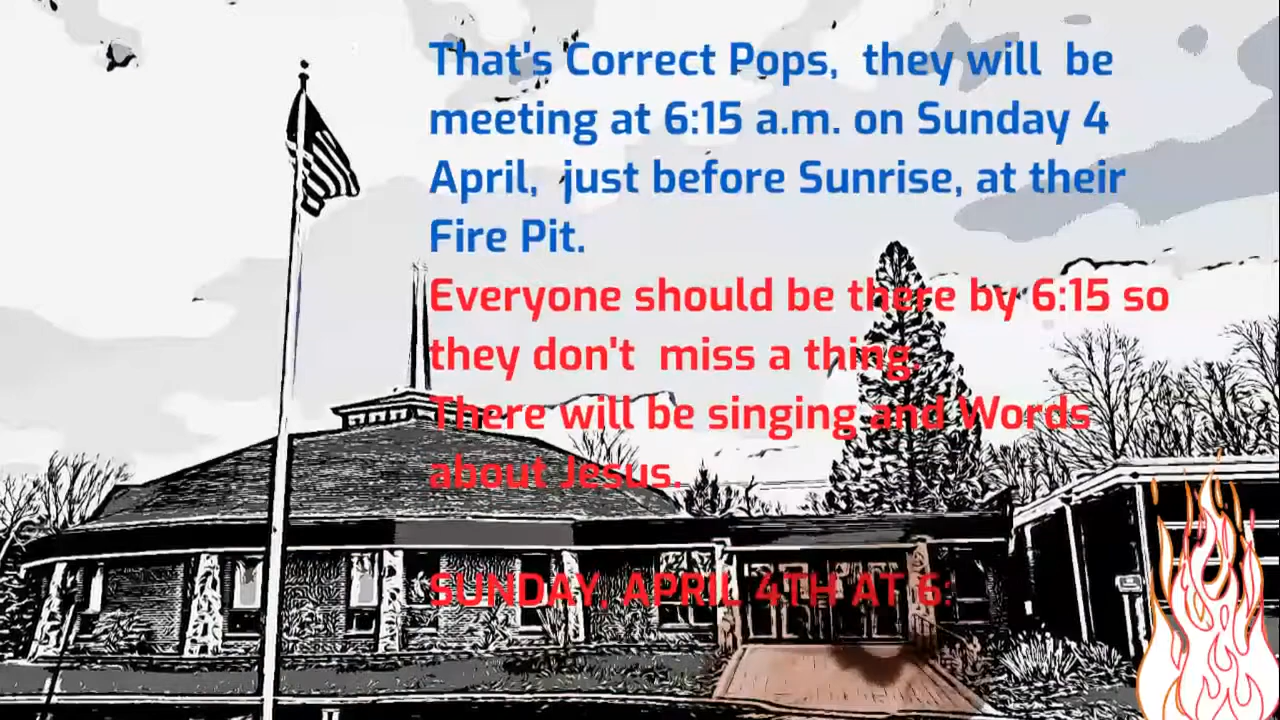 That's Correct Pops,  they will  be
meeting at 6:15 a.m. on Sunday 4
April,  just before Sunrise, at their
Fire Pit.
Everyone should be there by 6:15 so
they don't  miss a thing.
There will be singing and Words
about Jesus.
SUNDAY, APRIL 4TH AT 6: